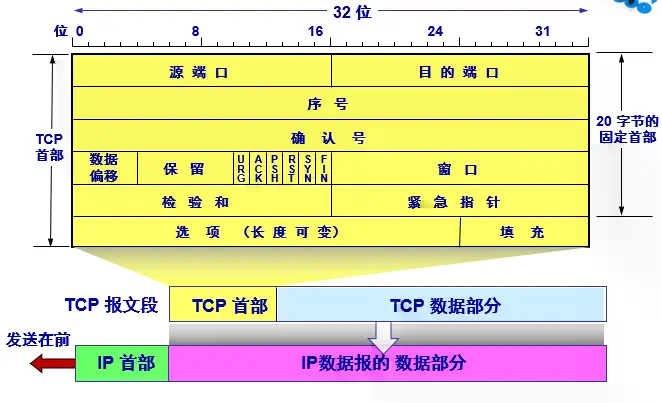 32 位
位 0 8 16 24 31
源 端 口 目 的 端 口
序 号
TCP
首部
20 字节的
固定首部
确 认 号
数据
偏移
保 留
URG
ACK
PSH
RST
SYN
FIN
窗 口
检 验 和 紧 急 指 针
选 项 （长 度 可 变） 填 充
TCP 报文段 TCP 首部 TCP 数据部分
发送在前
IP 首部 IP数据报的 数据部分